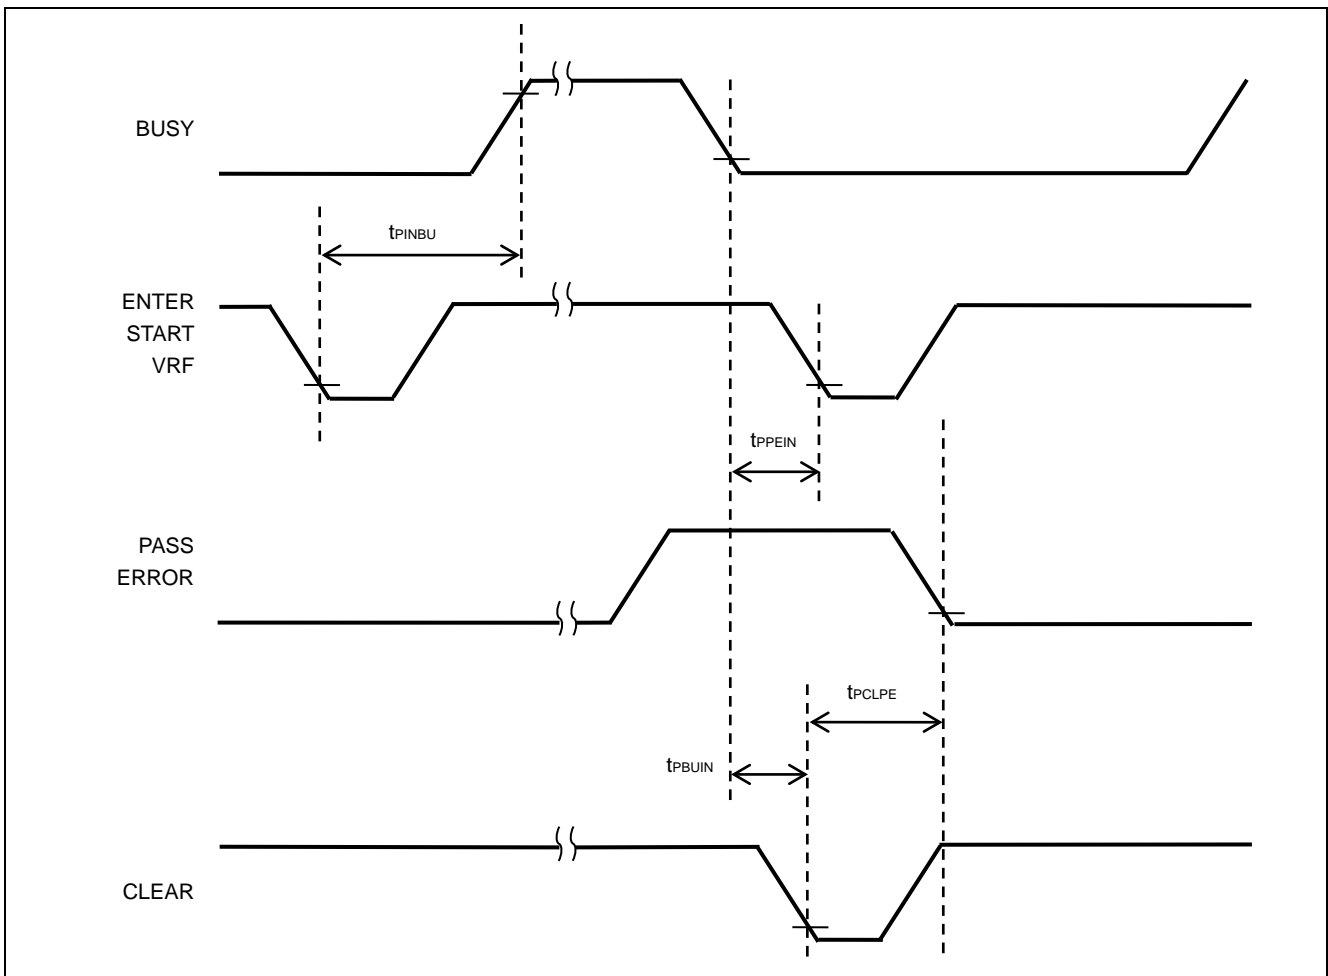 BUSY
tPINBU
ENTER
START
VRF
tPPEIN
PASS
ERROR
tPCLPE
tPBUIN
CLEAR